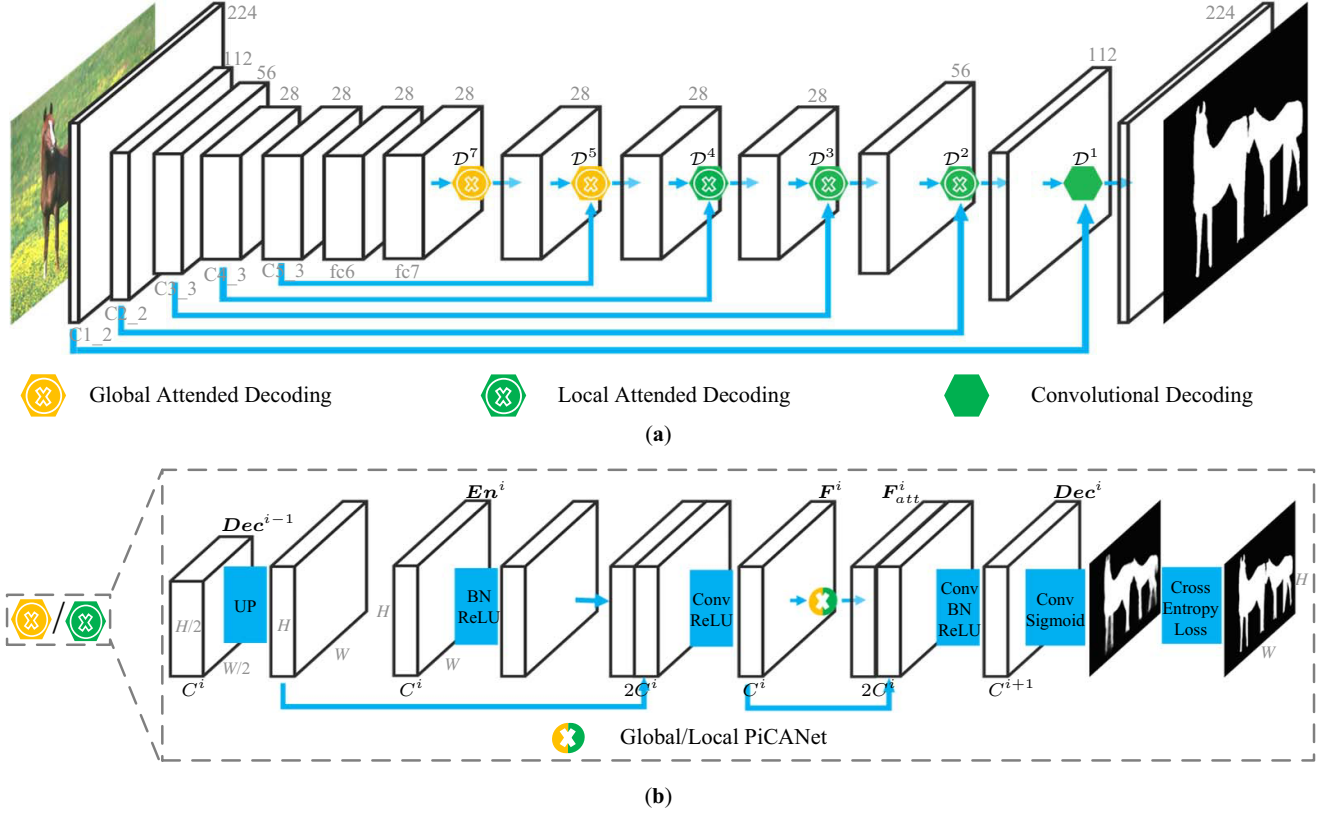 224
112
56
28
28
28
28
28
28
28
56
112
224
𝒟⁷
𝒟⁵
𝒟⁴
𝒟³
𝒟²
𝒟¹
C1_2
C2_2
C3_3
C4_3
C5_3
fc6
fc7
Global Attended Decoding
Local Attended Decoding
Convolutional Decoding
(a)
Dec^{i-1}
En^i
F^i
F^i_{att}
Dec^i
UP
BN
ReLU
Conv
ReLU
Conv
BN
ReLU
Conv
Sigmoid
Cross
Entropy
Loss
/
H/2
W/2
H
W
H
W
H
W
C^i
C^i
2C^i
C^i
2C^i
C^{i+1}
Global/Local PiCANet
(b)